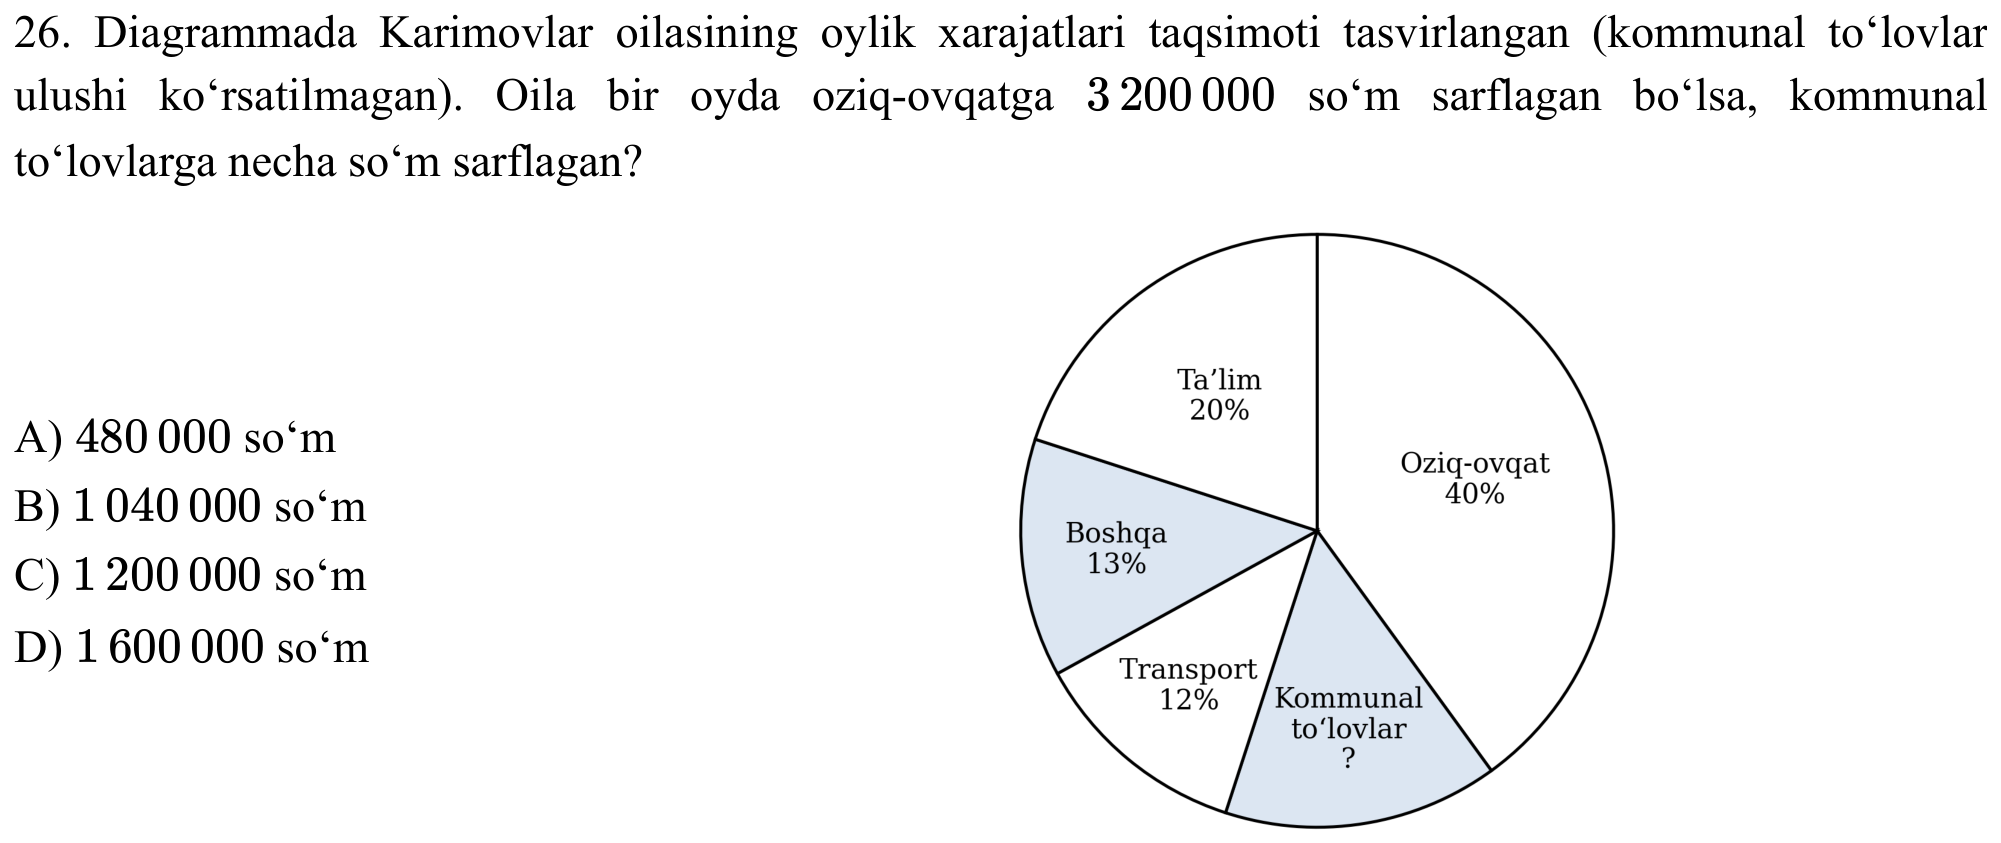 26. Diagrammada Karimovlar oilasining oylik xarajatlari taqsimoti tasvirlangan (kommunal to‘lovlar
ulushi ko‘rsatilmagan). Oila bir oyda oziq-ovqatga 3 200 000 so‘m sarflagan bo‘lsa, kommunal
to‘lovlarga necha so‘m sarflagan?
A) 480 000 so‘m
B) 1 040 000 so‘m
C) 1 200 000 so‘m
D) 1 600 000 so‘m
Ta’lim
20%
Oziq-ovqat
40%
Boshqa
13%
Transport
12%
Kommunal
to‘lovlar
?